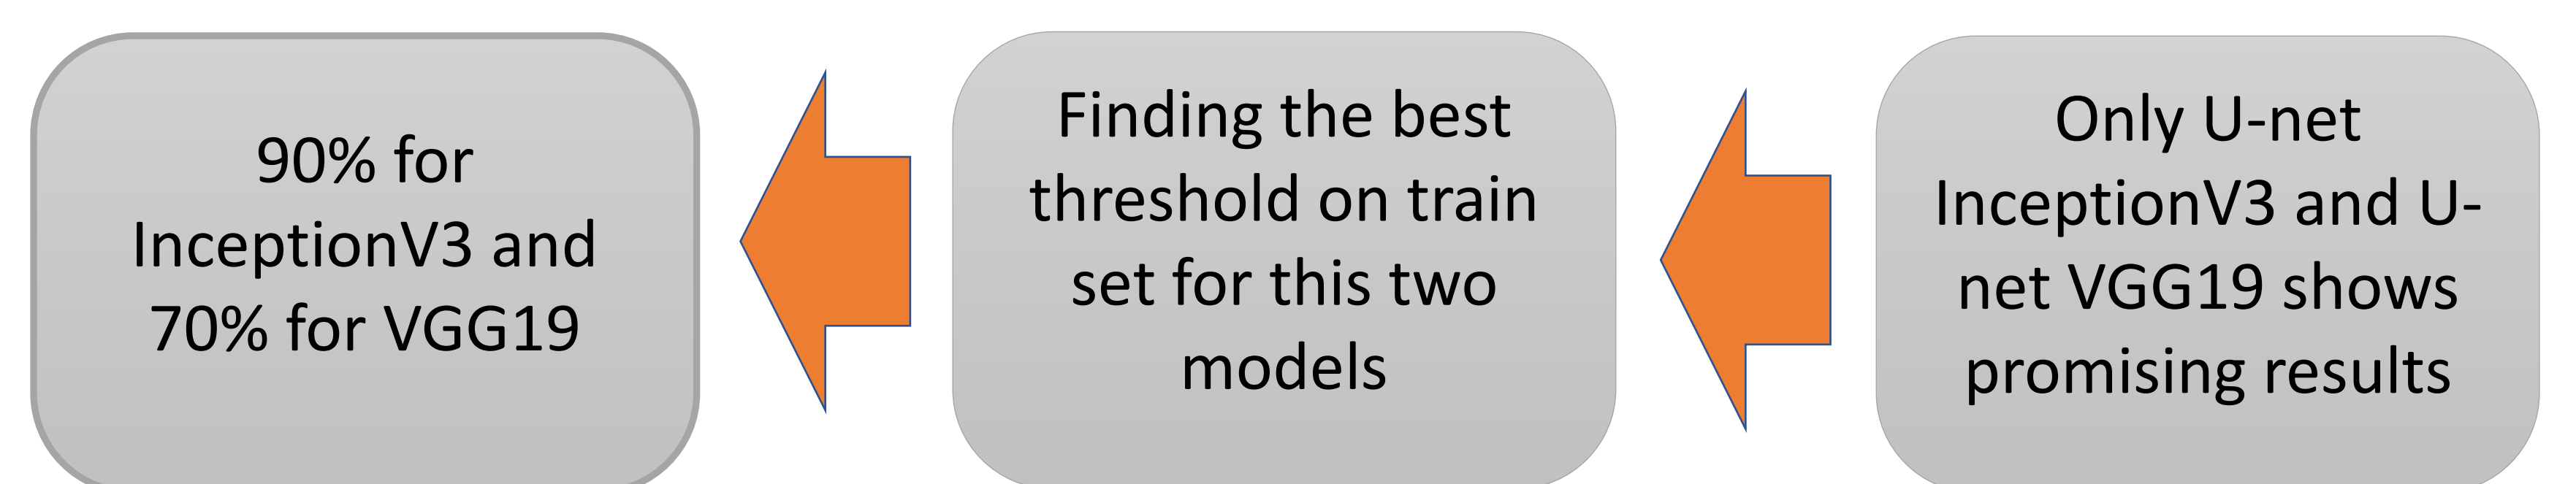 90% for
InceptionV3 and
70% for VGG19
Finding the best
threshold on train
set for this two
models
Only U-net
InceptionV3 and U-
net VGG19 shows
promising results